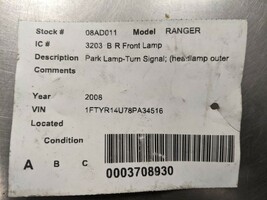 Stock # 08AD011 Model RANGER
IC # 3203 B R Front Lamp
Description Park Lamp-Turn Signal; (headlamp outer
Comments
Year 2008
VIN 1FTYR14U78PA34516
Located
Condition
A B C
0003708930